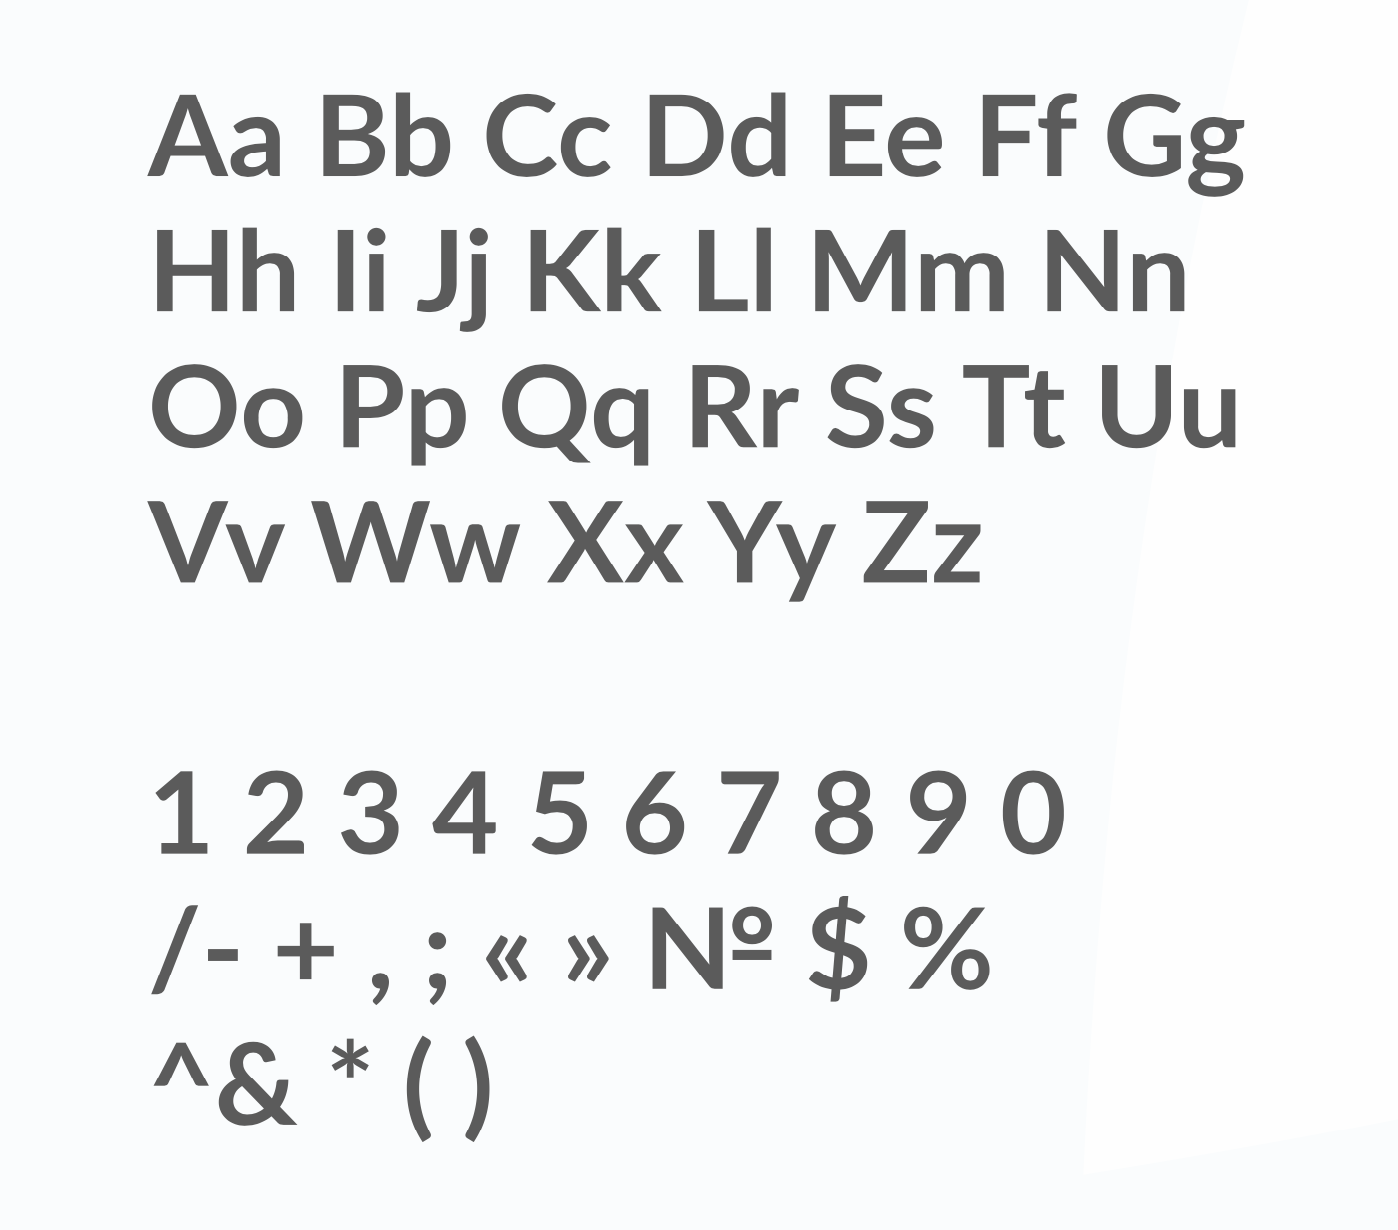 Aa Bb Cc Dd Ee Ff Gg
Hh Ii Jj Kk Ll Mm Nn
Oo Pp Qq Rr Ss Tt Uu
Vv Ww Xx Yy Zz
1 2 3 4 5 6 7 8 9 0
/- + , ; « » № $ %
^& * ( )